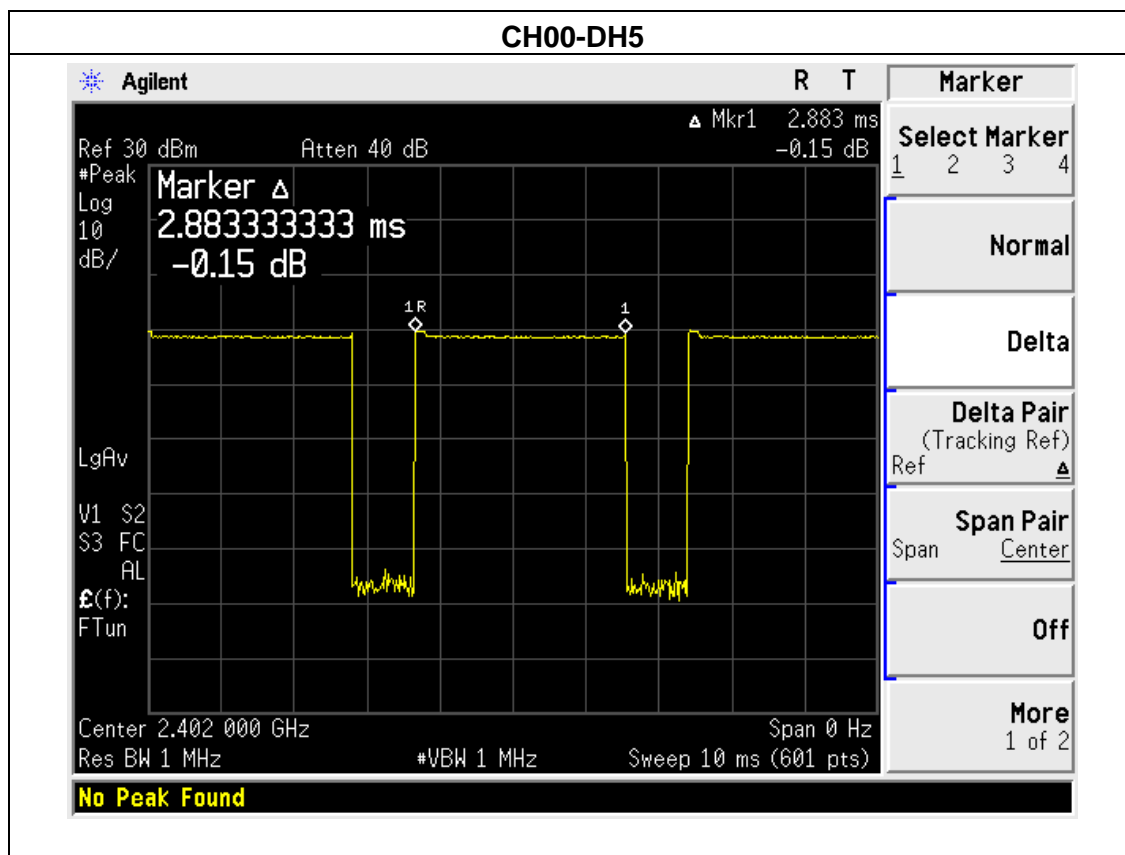 CH00-DH5
Agilent R T Marker
Δ Mkr1 2.883 ms
Ref 30 dBm Atten 40 dB -0.15 dB
#Peak
Log
10
dB/
Marker Δ
2.883333333 ms
-0.15 dB
1R 1
LgAv
V1 S2
S3 FC
AL
£(f):
FTun
Center 2.402 000 GHz Span 0 Hz
Res BW 1 MHz #VBW 1 MHz Sweep 10 ms (601 pts)
No Peak Found
Select Marker
1 2 3 4
Normal
Delta
Delta Pair
(Tracking Ref)
Ref Δ
Span Pair
Span Center
Off
More
1 of 2